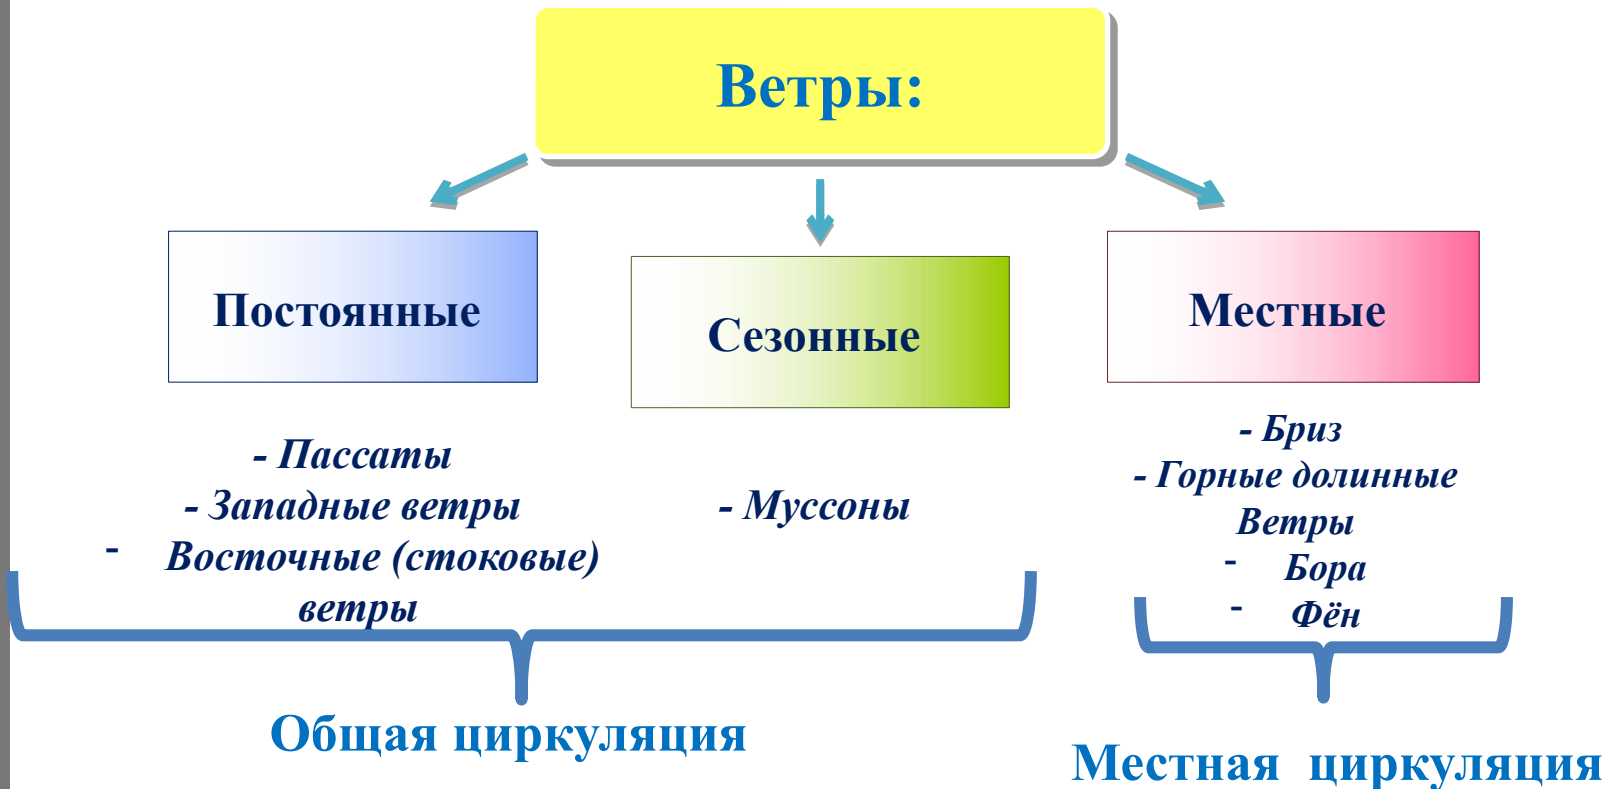 Ветры:
Постоянные
- Пассаты
- Западные ветры
- Восточные (стоковые)
ветры
Сезонные
- Муссоны
Местные
- Бриз
- Горные долинные
Ветры
- Бора
- Фён
Общая циркуляция
Местная циркуляция